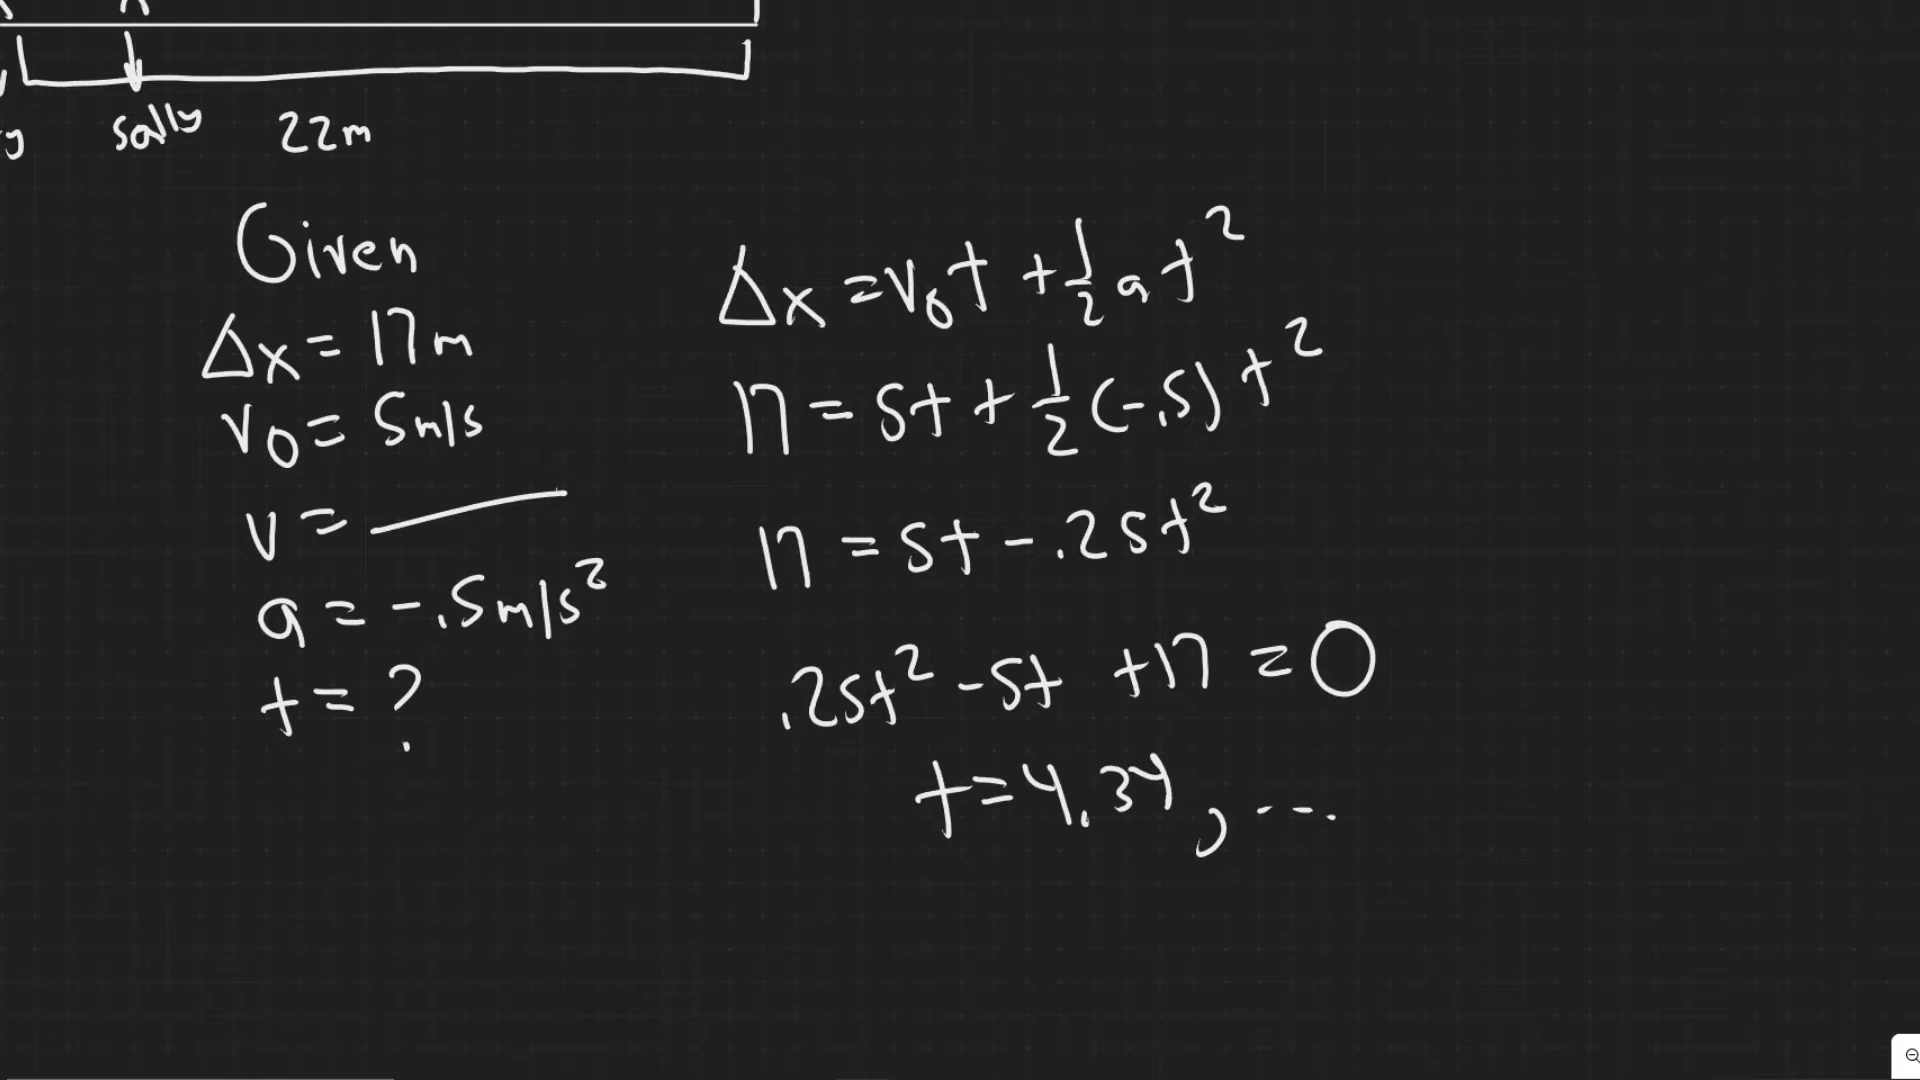 sally
22m
Given
Δx = 17m
v₀ = 5m/s
v =
a = -.5m/s²
t = ?
Δx = v₀t + ½at²
17 = 5t + ½(-.5)t²
17 = 5t - .25t²
.25t² - 5t + 17 = 0
t = 4.34, ...